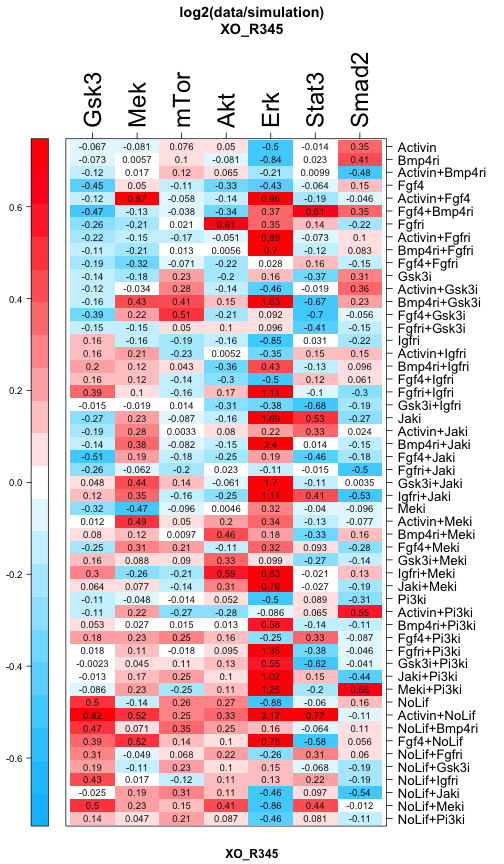 log2(data/simulation)
XO_R345
Gsk3 Mek mTor Akt Erk Stat3 Smad2
-0.067 -0.081 0.076 0.05 -0.5 -0.014 0.35 Activin
-0.073 0.0057 0.1 -0.081 -0.84 0.023 0.41 Bmp4ri
-0.12 0.017 0.12 0.065 -0.21 0.0099 -0.48 Activin+Bmp4ri
-0.45 0.05 -0.11 -0.33 -0.43 -0.064 0.15 Fgf4
-0.12 0.87 -0.058 -0.14 0.96 -0.19 -0.046 Activin+Fgf4
0.6 -0.47 -0.13 -0.038 -0.34 0.37 0.61 0.35 Fgf4+Bmp4ri
-0.26 -0.21 0.021 0.61 0.35 0.14 -0.22 Fgfri
-0.22 -0.15 -0.17 -0.051 0.89 -0.073 0.1 Activin+Fgfri
-0.19 -0.11 0.013 0.0056 0.7 -0.12 0.083 Bmp4ri+Fgfri
-0.19 -0.32 -0.071 -0.22 0.028 0.16 -0.15 Fgf4+Fgfri
-0.14 -0.18 0.23 -0.2 0.16 -0.37 0.31 Gsk3i
-0.12 -0.034 0.28 -0.14 -0.46 -0.019 0.36 Activin+Gsk3i
0.4 -0.16 0.43 0.41 0.15 1.63 -0.67 0.23 Bmp4ri+Gsk3i
-0.39 0.22 0.51 -0.21 0.092 -0.7 -0.056 Fgf4+Gsk3i
-0.15 -0.15 0.05 0.1 0.096 -0.41 -0.15 Fgfri+Gsk3i
0.16 -0.16 -0.19 -0.16 -0.85 0.031 -0.22 Igfri
0.16 0.21 -0.23 0.0052 -0.35 0.15 0.15 Activin+Igfri
0.2 0.12 0.043 -0.36 0.43 -0.13 0.096 Bmp4ri+Igfri
0.16 0.12 -0.14 -0.3 -0.5 0.12 0.061 Fgf4+Igfri
0.2 0.39 0.1 -0.16 0.17 1.11 -0.1 -0.3 Fgfri+Igfri
-0.015 -0.019 0.014 -0.31 -0.38 -0.68 -0.19 Gsk3i+Igfri
-0.27 0.23 -0.087 -0.16 1.69 0.53 -0.27 Jaki
-0.19 0.28 0.0033 0.08 0.22 0.33 0.024 Activin+Jaki
-0.14 0.38 -0.082 -0.15 2.4 0.014 -0.15 Bmp4ri+Jaki
-0.51 0.19 -0.18 -0.25 0.19 -0.46 -0.18 Fgf4+Jaki
-0.26 -0.062 -0.2 0.023 -0.11 -0.015 -0.5 Fgfri+Jaki
0.0 0.048 0.44 0.14 -0.061 1.7 -0.11 0.0035 Gsk3i+Jaki
0.12 0.35 -0.16 -0.25 1.11 0.41 -0.53 Igfri+Jaki
-0.32 -0.47 -0.096 0.0046 0.32 -0.04 -0.096 Meki
0.012 0.49 0.05 0.2 0.34 -0.13 -0.077 Activin+Meki
0.08 0.12 0.0097 0.46 0.18 -0.33 0.16 Bmp4ri+Meki
-0.25 0.31 0.21 -0.11 0.32 0.093 -0.28 Fgf4+Meki
0.16 0.088 0.09 0.33 0.099 -0.27 -0.14 Gsk3i+Meki
-0.2 0.3 -0.26 -0.21 0.59 0.83 -0.021 0.13 Igfri+Meki
0.064 0.077 -0.14 0.31 0.76 -0.027 0.089 Jaki+Meki
-0.11 -0.048 -0.014 0.052 -0.5 0.089 -0.31 Pi3ki
-0.11 0.22 -0.27 -0.28 -0.086 0.065 0.55 Activin+Pi3ki
0.053 0.027 0.015 0.013 0.58 -0.14 -0.11 Bmp4ri+Pi3ki
0.18 0.23 0.25 0.16 -0.25 0.33 -0.087 Fgf4+Pi3ki
0.018 0.11 -0.018 0.095 1.35 -0.38 -0.046 Fgfri+Pi3ki
-0.4 -0.0023 0.045 0.11 0.13 0.55 -0.62 -0.041 Gsk3i+Pi3ki
-0.013 0.17 0.25 0.1 1.02 0.15 -0.44 Jaki+Pi3ki
-0.086 0.23 -0.25 0.11 1.25 -0.2 0.56 Meki+Pi3ki
0.5 -0.14 0.26 0.27 -0.88 -0.06 0.16 NoLif
0.82 0.52 0.25 0.33 3.17 0.77 -0.11 Activin+NoLif
0.47 0.071 0.35 0.25 0.16 -0.064 0.11 NoLif+Bmp4ri
0.39 0.52 0.14 0.1 0.78 -0.58 0.056 Fgf4+NoLif
-0.6 0.31 -0.049 0.068 0.22 -0.26 0.31 0.06 NoLif+Fgfri
0.19 -0.11 0.23 0.1 0.15 -0.068 -0.19 NoLif+Gsk3i
0.43 0.017 -0.12 0.11 0.13 0.22 -0.19 NoLif+Igfri
-0.025 0.19 0.31 0.11 -0.46 0.097 -0.54 NoLif+Jaki
0.5 0.23 0.15 0.41 -0.86 0.44 -0.012 NoLif+Meki
0.14 0.047 0.21 0.087 -0.46 0.081 -0.11 NoLif+Pi3ki
XO_R345